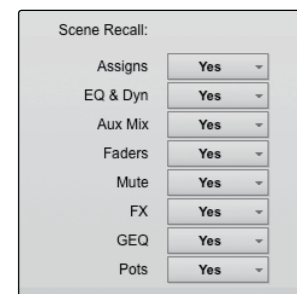 Scene Recall:
Assigns Yes
EQ & Dyn Yes
Aux Mix Yes
Faders Yes
Mute Yes
FX Yes
GEQ Yes
Pots Yes